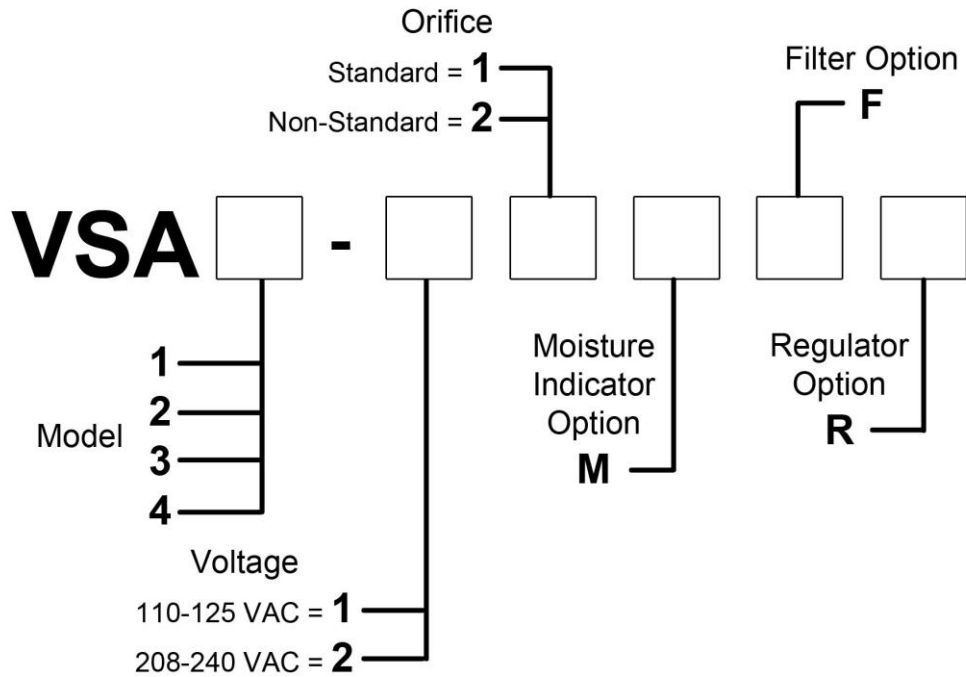 Orifice
Standard = 1
Non-Standard = 2
Filter Option
F
VSA -
Model
1
2
3
4
Voltage
110-125 VAC = 1
208-240 VAC = 2
Moisture
Indicator
Option
M
Regulator
Option
R